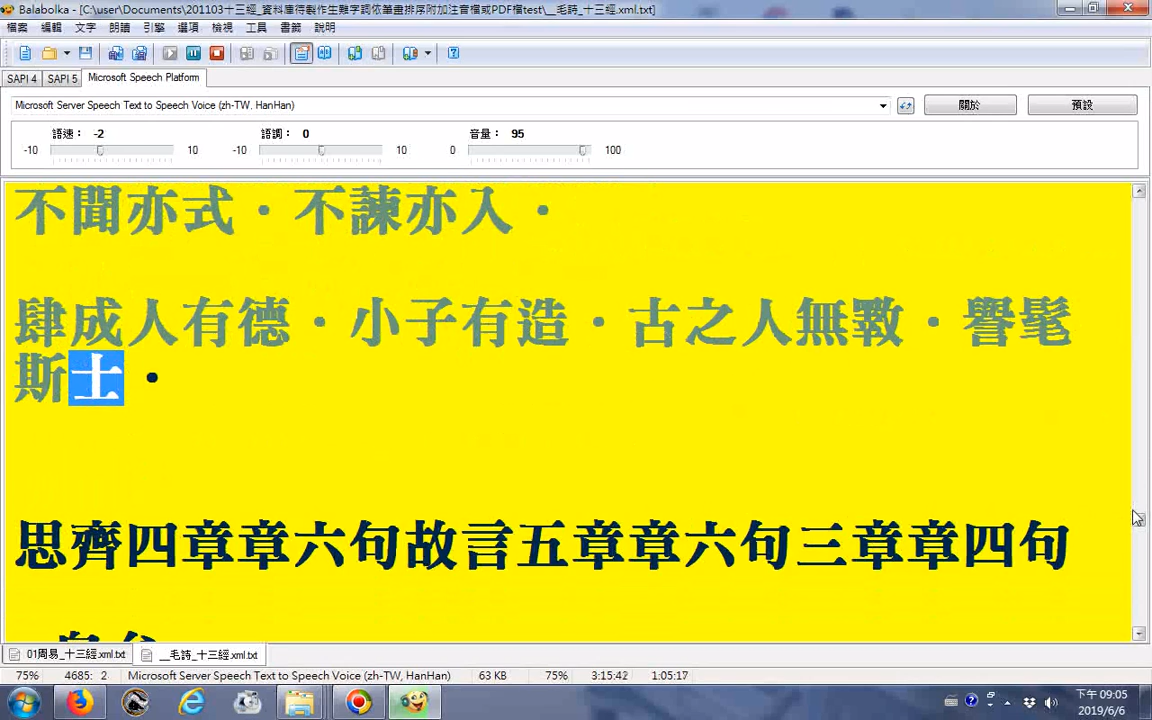 Balabolka - [C:\user\Documents\201103十三經_資料庫待製作生難字詞依筆畫排序附加注音檔或PDF檔test\__毛詩_十三經.xml.txt]
檔案 編輯 文字 朗讀 引擎 選項 檢視 工具 書籤 說明
SAPI 4 SAPI 5 Microsoft Speech Platform
Microsoft Server Speech Text to Speech Voice (zh-TW, HanHan) 關於 預設
語速： -2 語調： 0 音量： 95
-10 10 -10 10 0 100
不聞亦式．不諫亦入．
肆成人有德．小子有造．古之人無斁．譽髦
斯士．
思齊四章章六句故言五章章六句三章章四句
01周易_十三經.xml.txt __毛詩_十三經.xml.txt
75% 4685: 2 Microsoft Server Speech Text to Speech Voice (zh-TW, HanHan) 63 KB 75% 3:15:42 1:05:17
下午 09:05
2019/6/6